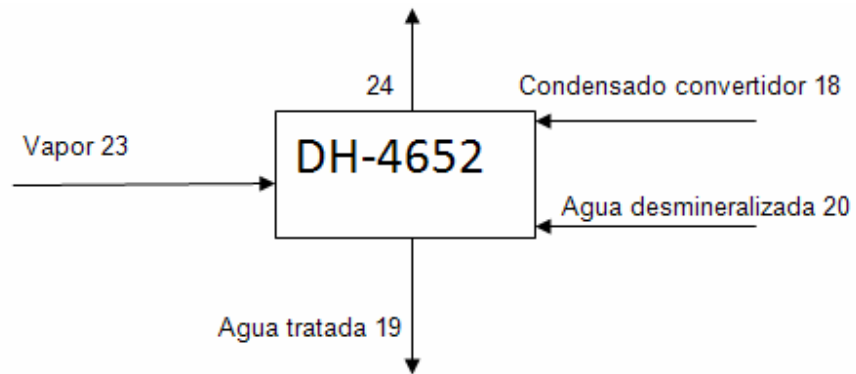 24
Condensado convertidor 18
Vapor 23
DH-4652
Agua desmineralizada 20
Agua tratada 19